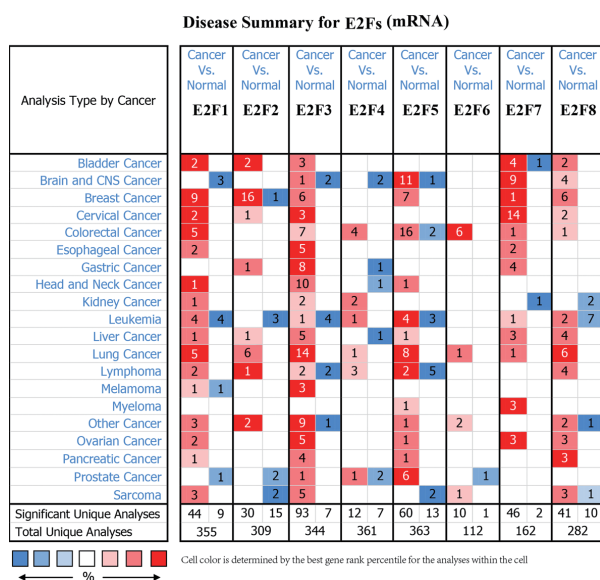 Disease Summary for E2Fs (mRNA)
Analysis Type by Cancer
Cancer Vs. Normal E2F1
Cancer Vs. Normal E2F2
Cancer Vs. Normal E2F3
Cancer Vs. Normal E2F4
Cancer Vs. Normal E2F5
Cancer Vs. Normal E2F6
Cancer Vs. Normal E2F7
Cancer Vs. Normal E2F8
Bladder Cancer 2 2 3 4 1 2
Brain and CNS Cancer 3 1 2 2 11 1 9 4
Breast Cancer 9 16 1 6 7 1 6
Cervical Cancer 2 1 3 14 2
Colorectal Cancer 5 7 4 16 2 6 1 1
Esophageal Cancer 2 5 2
Gastric Cancer 1 8 1 4
Head and Neck Cancer 1 10 1 1
Kidney Cancer 1 2 2 1 2
Leukemia 4 4 3 1 4 1 4 3 1 2 7
Liver Cancer 1 1 5 1 1 3 4
Lung Cancer 5 6 14 1 8 1 1 6
Lymphoma 2 1 2 2 3 2 5 4
Melamoma 1 1 3
Myeloma 1 3
Other Cancer 3 2 9 1 1 2 2 1
Ovarian Cancer 2 5 1 3 3
Pancreatic Cancer 1 4 1 3
Prostate Cancer 1 2 1 1 2 6 1
Sarcoma 3 2 5 2 1 3 1
Significant Unique Analyses 44 9 30 15 93 7 12 7 60 13 10 1 46 2 41 10
Total Unique Analyses 355 309 344 361 363 112 162 282
%
Cell color is determined by the best gene rank percentile for the analyses within the cell